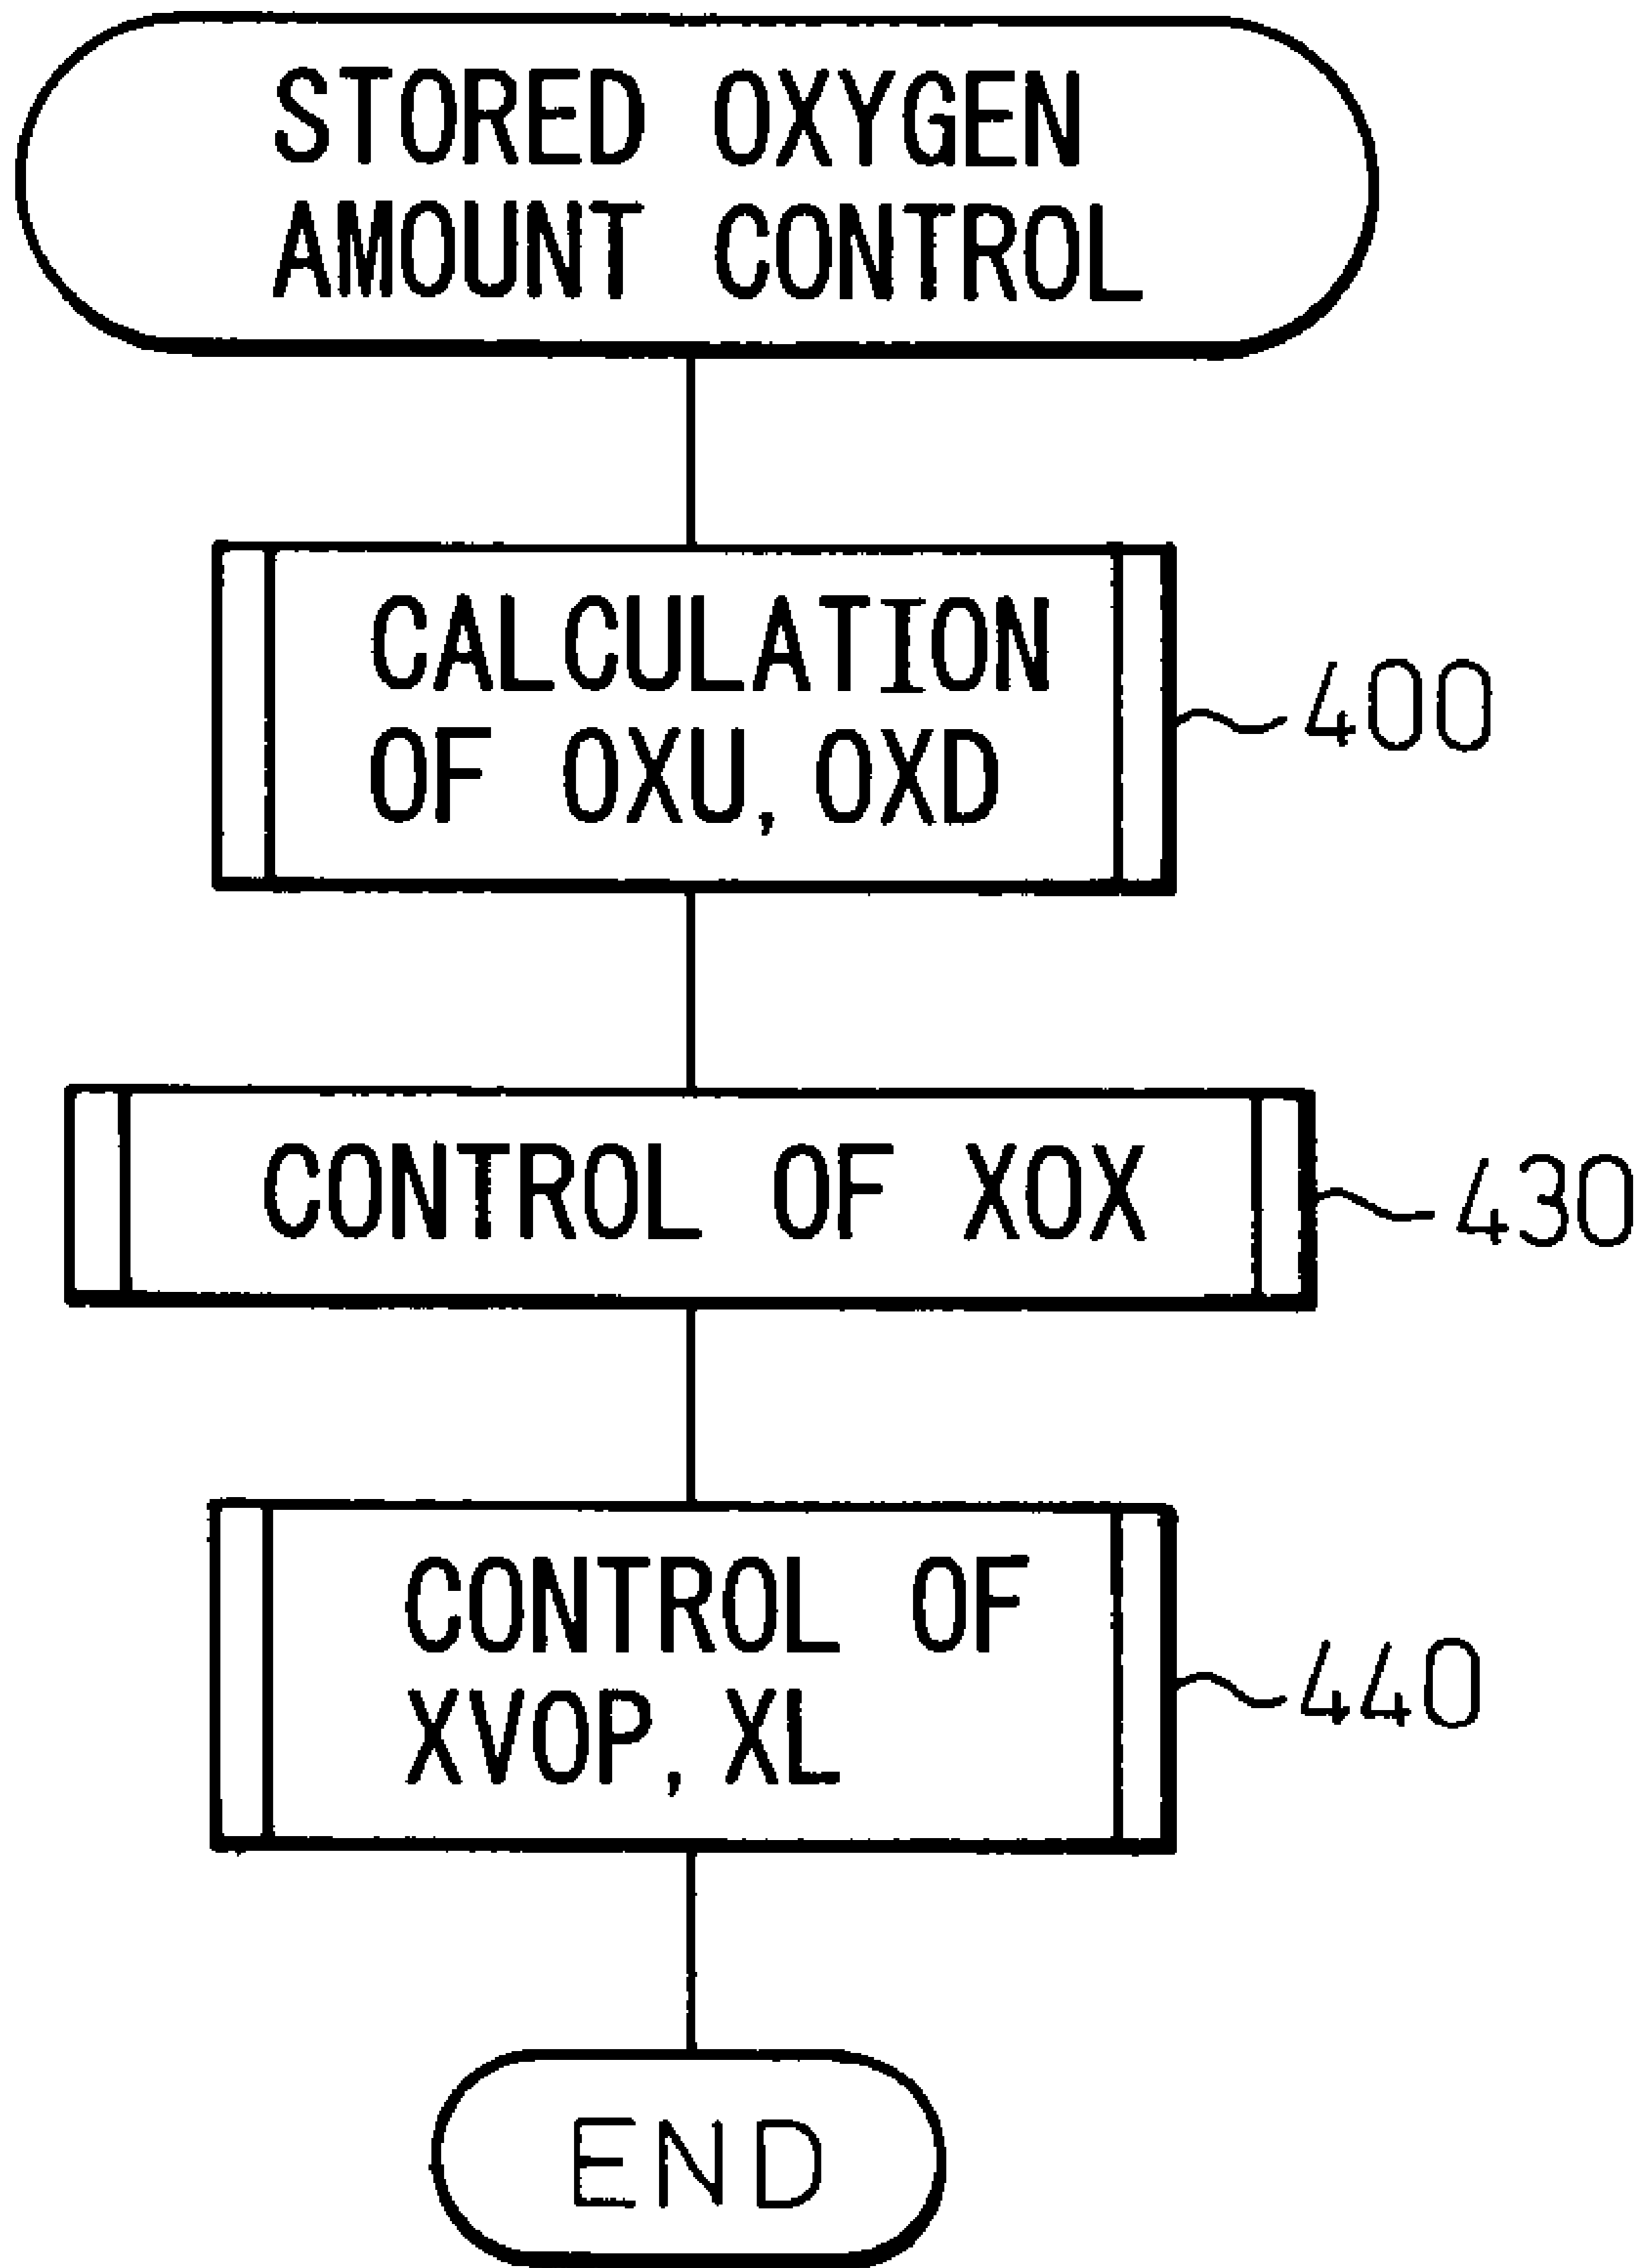 STORED OXYGEN
AMOUNT CONTROL
CALCULATION
OF OXU, OXD
400
CONTROL OF XOX
430
CONTROL OF
XVOP, XL
440
END